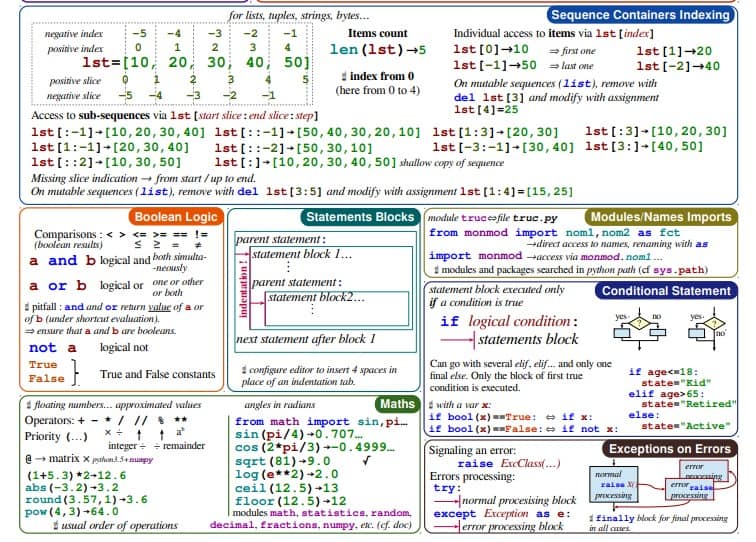 for lists, tuples, strings, bytes…
Sequence Containers Indexing
negative index -5 -4 -3 -2 -1
positive index 0 1 2 3 4
lst=[10, 20, 30, 40, 50]
positive slice 0 1 2 3 4 5
negative slice -5 -4 -3 -2 -1
Items count
len(lst)→5
index from 0
(here from 0 to 4)
Individual access to items via lst[index]
lst[0]→10 ⇒ first one lst[1]→20
lst[-1]→50 ⇒ last one lst[-2]→40
On mutable sequences (list), remove with
del lst[3] and modify with assignment
lst[4]=25
Access to sub-sequences via lst[start slice:end slice:step]
lst[:-1]→[10,20,30,40] lst[::-1]→[50,40,30,20,10] lst[1:3]→[20,30] lst[:3]→[10,20,30]
lst[1:-1]→[20,30,40] lst[::-2]→[50,30,10] lst[-3:-1]→[30,40] lst[3:]→[40,50]
lst[::2]→[10,30,50] lst[:]→[10,20,30,40,50] shallow copy of sequence
Missing slice indication → from start / up to end.
On mutable sequences (list), remove with del lst[3:5] and modify with assignment lst[1:4]=[15,25]
Boolean Logic
Comparisons : < > <= >= == !=
(boolean results) ≤ ≥ = ≠
a and b logical and both simulta-
-neously
a or b logical or one or other
or both
pitfall : and and or return value of a or
of b (under shortcut evaluation).
⇒ ensure that a and b are booleans.
not a logical not
True
False
True and False constants
Statements Blocks
parent statement:
statement block 1…
⋮
parent statement:
statement block2…
⋮
next statement after block 1
indentation !
configure editor to insert 4 spaces in
place of an indentation tab.
module truc⇔file truc.py
Modules/Names Imports
from monmod import nom1,nom2 as fct
→direct access to names, renaming with as
import monmod →access via monmod.nom1 …
modules and packages searched in python path (cf sys.path)
statement block executed only
if a condition is true
Conditional Statement
if logical condition:
statements block
yes ? no
yes ? no
Can go with several elif, elif... and only one
final else. Only the block of first true
condition is executed.
with a var x:
if bool(x)==True: ⇔ if x:
if bool(x)==False: ⇔ if not x:
if age<=18:
state="Kid"
elif age>65:
state="Retired"
else:
state="Active"
floating numbers… approximated values
angles in radians
Maths
Operators: + - * / // % **
Priority (…) × ÷ ↑ ↑ aᵇ
integer ÷ ÷ remainder
@ → matrix × python3.5+numpy
(1+5.3)*2→12.6
abs(-3.2)→3.2
round(3.57,1)→3.6
pow(4,3)→64.0
usual order of operations
from math import sin,pi…
sin(pi/4)→0.707…
cos(2*pi/3)→-0.4999…
sqrt(81)→9.0 √
log(e**2)→2.0
ceil(12.5)→13
floor(12.5)→12
modules math, statistics, random,
decimal, fractions, numpy, etc. (cf. doc)
Signaling an error:
raise ExcClass(…)
Exceptions on Errors
Errors processing:
try:
normal procesising block
except Exception as e:
error processing block
normal
raise X()
processing
error
processing
error raise
processing
finally block for final processing
in all cases.